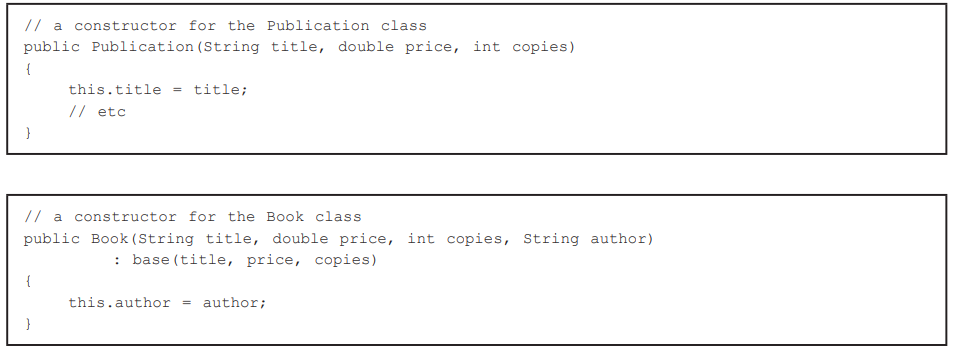 // a constructor for the Publication class
public Publication(String title, double price, int copies)
{
     this.title = title;
     // etc
}
// a constructor for the Book class
public Book(String title, double price, int copies, String author)
          : base(title, price, copies)
{
     this.author = author;
}